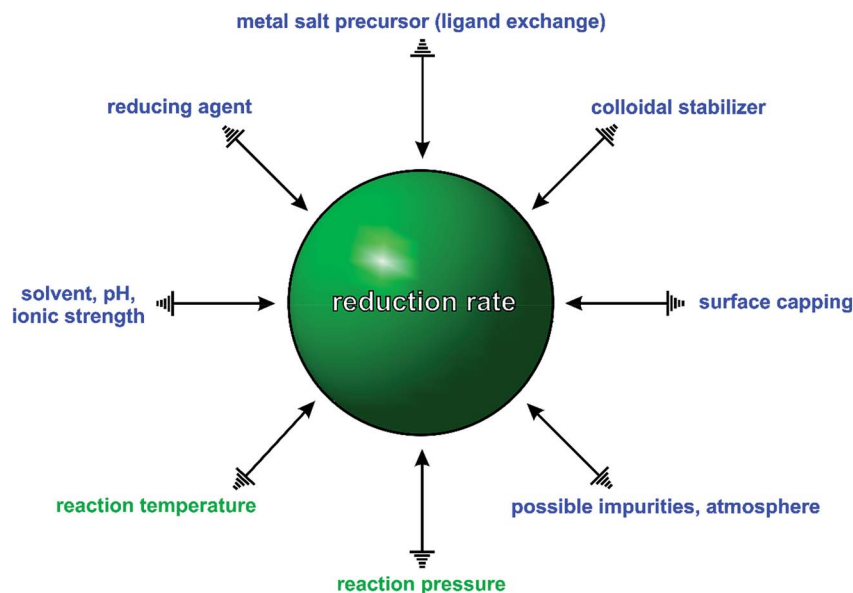 metal salt precursor (ligand exchange)
reducing agent
colloidal stabilizer
solvent, pH,
ionic strength
reduction rate
surface capping
reaction temperature
possible impurities, atmosphere
reaction pressure